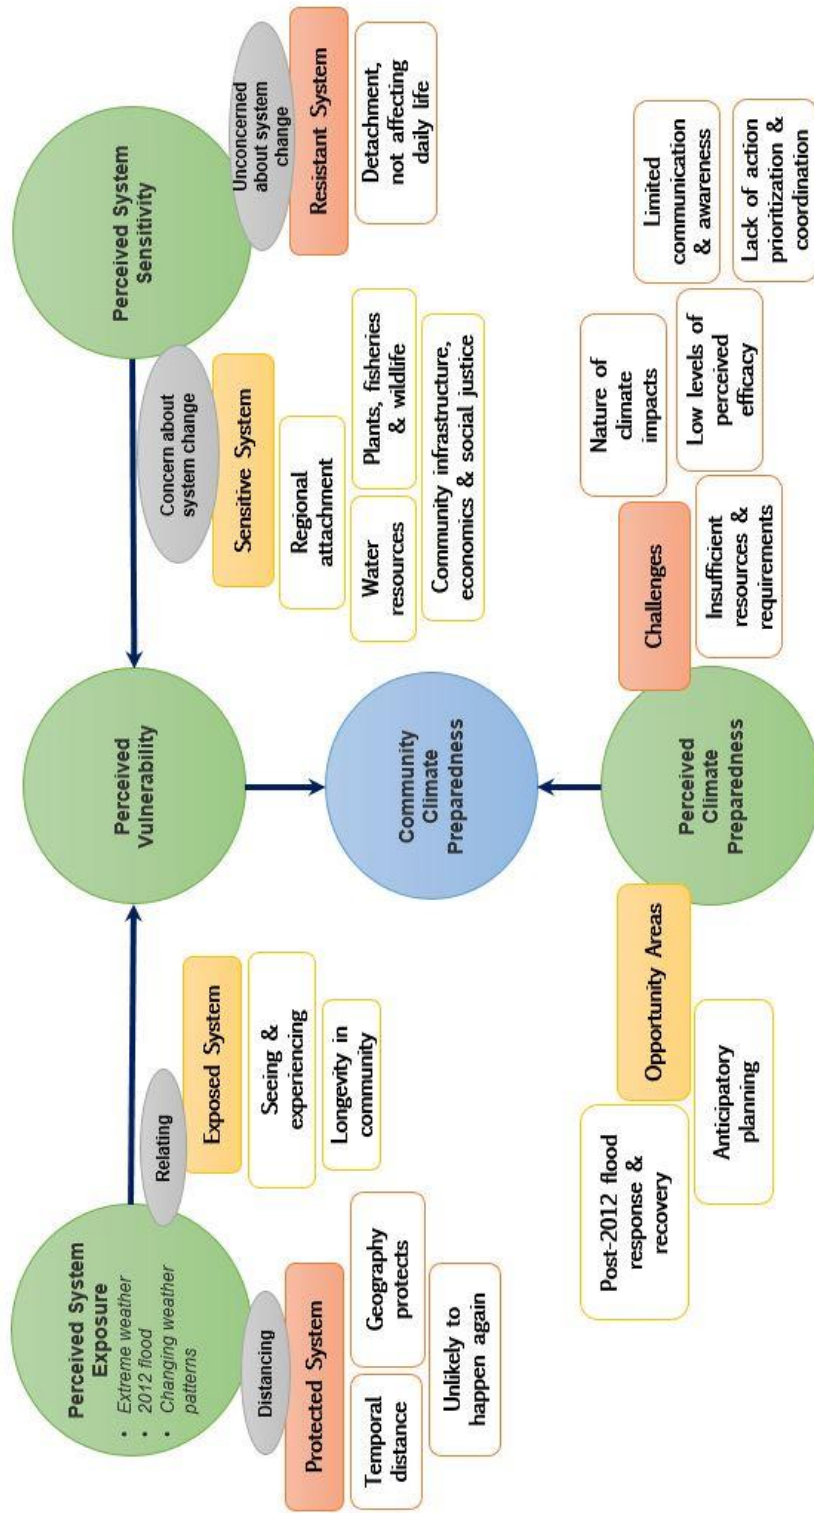 Perceived System
Exposure
• Extreme weather
• 2012 flood
• Changing weather
patterns
Relating
Exposed System
Seeing &
experiencing
Longevity in
community
Distancing
Protected System
Temporal
distance
Geography
protects
Unlikely to
happen again
Perceived
Vulnerability
Perceived System
Sensitivity
Concern about
system change
Sensitive System
Regional
attachment
Water
resources
Plants, fisheries
& wildlife
Community infrastructure,
economics & social justice
Unconcerned
about system
change
Resistant System
Detachment,
not affecting
daily life
Community
Climate
Preparedness
Perceived
Climate
Preparedness
Opportunity Areas
Post-2012 flood
response &
recovery
Anticipatory
planning
Challenges
Nature of
climate
impacts
Insufficient
resources &
requirements
Low levels of
perceived
efficacy
Limited
communication
& awareness
Lack of action
prioritization &
coordination